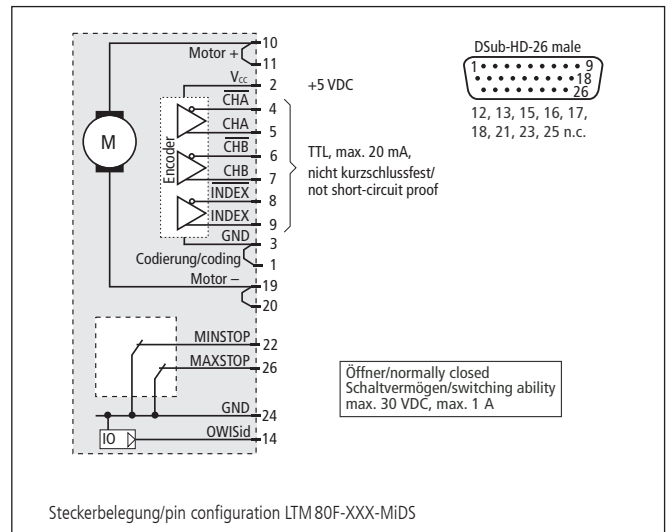 Motor +
10
11
V̅cc 2 +5 VDC
C̅H̅A̅ 4
CHA 5
C̅H̅B̅ 6
CHB 7
I̅N̅D̅E̅X̅ 8
INDEX 9
GND 3
Codierung/coding 1
Motor – 19
20
M
Encoder
TTL, max. 20 mA,
nicht kurzschlussfest/
not short-circuit proof
MINSTOP 22
MAXSTOP 26
GND 24
IO OWISid 14
DSub-HD-26 male
1 9
18
26
12, 13, 15, 16, 17,
18, 21, 23, 25 n.c.
Öffner/normally closed
Schaltvermögen/switching ability
max. 30 VDC, max. 1 A
Steckerbelegung/pin configuration LTM 80F-XXX-MiDS